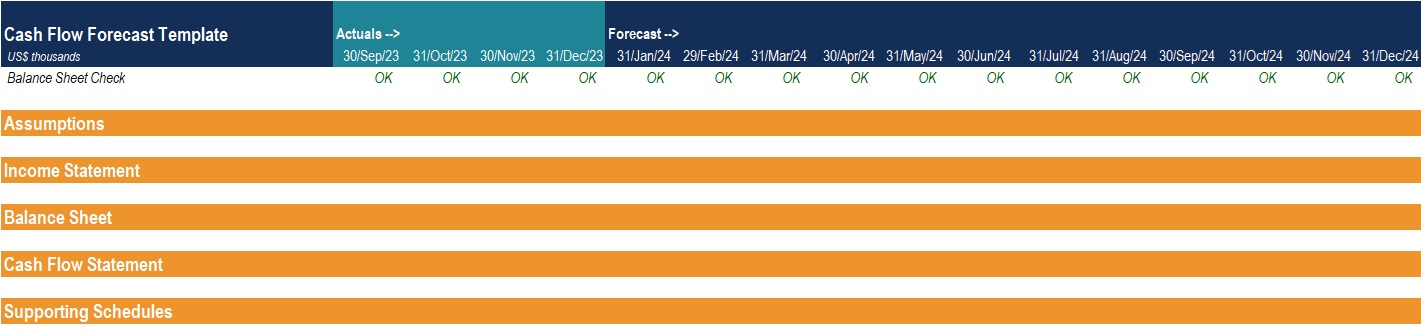 Cash Flow Forecast Template Actuals --> Forecast -->
US$ thousands 30/Sep/23 31/Oct/23 30/Nov/23 31/Dec/23 31/Jan/24 29/Feb/24 31/Mar/24 30/Apr/24 31/May/24 30/Jun/24 31/Jul/24 31/Aug/24 30/Sep/24 31/Oct/24 30/Nov/24 31/Dec/24
Balance Sheet Check OK OK OK OK OK OK OK OK OK OK OK OK OK OK OK OK
Assumptions
Income Statement
Balance Sheet
Cash Flow Statement
Supporting Schedules